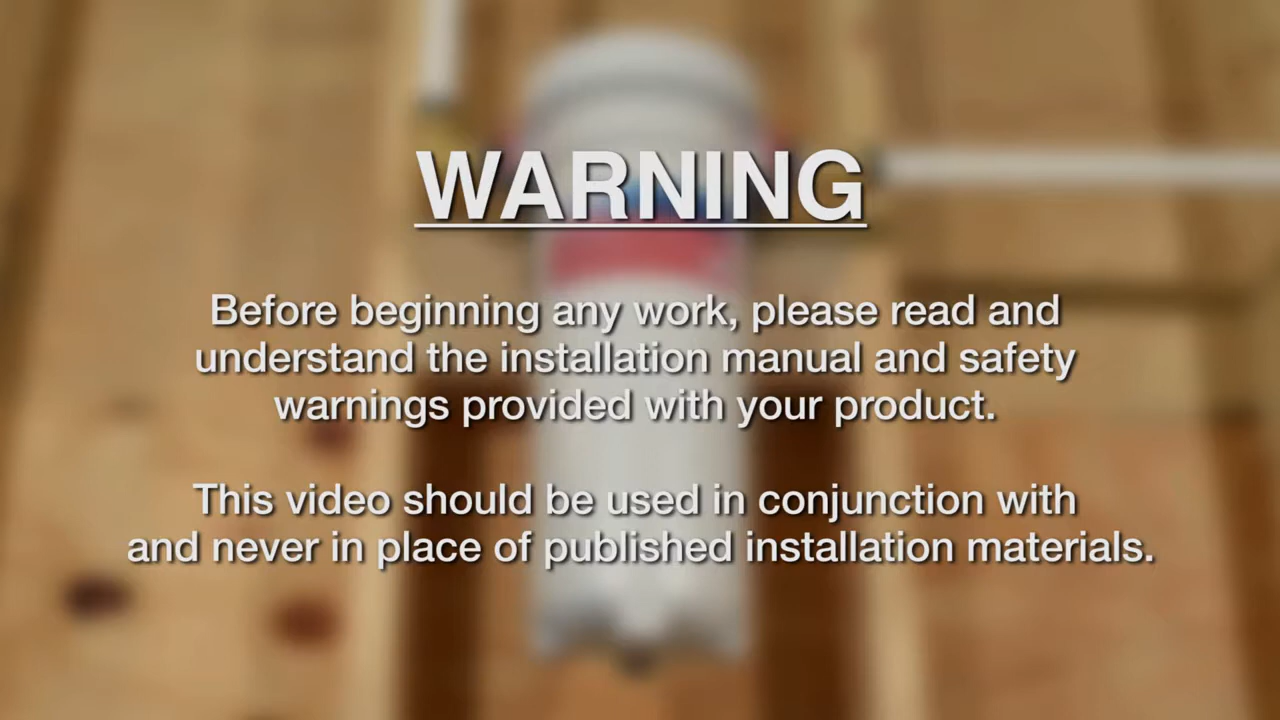 WARNING
Before beginning any work, please read and
understand the installation manual and safety
warnings provided with your product.
This video should be used in conjunction with
and never in place of published installation materials.